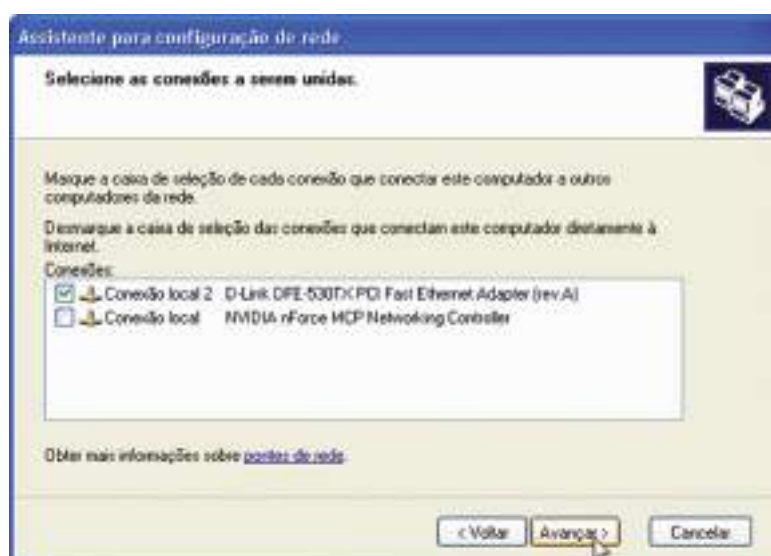 Assistente para configuração de rede
Selecione as conexões a serem unidas.
Marque a caixa de seleção de cada conexão que conectar este computador a outros
computadores da rede.
Desmarque a caixa de seleção das conexões que conectam este computador diretamente à
Internet.
Conexões:
Conexão local 2 D-Link DFE-530TX PCI Fast Ethernet Adapter (rev.A)
Conexão local NVIDIA nForce MCP Networking Controller
Obter mais informações sobre pontes de rede.
< Voltar Avançar > Cancelar